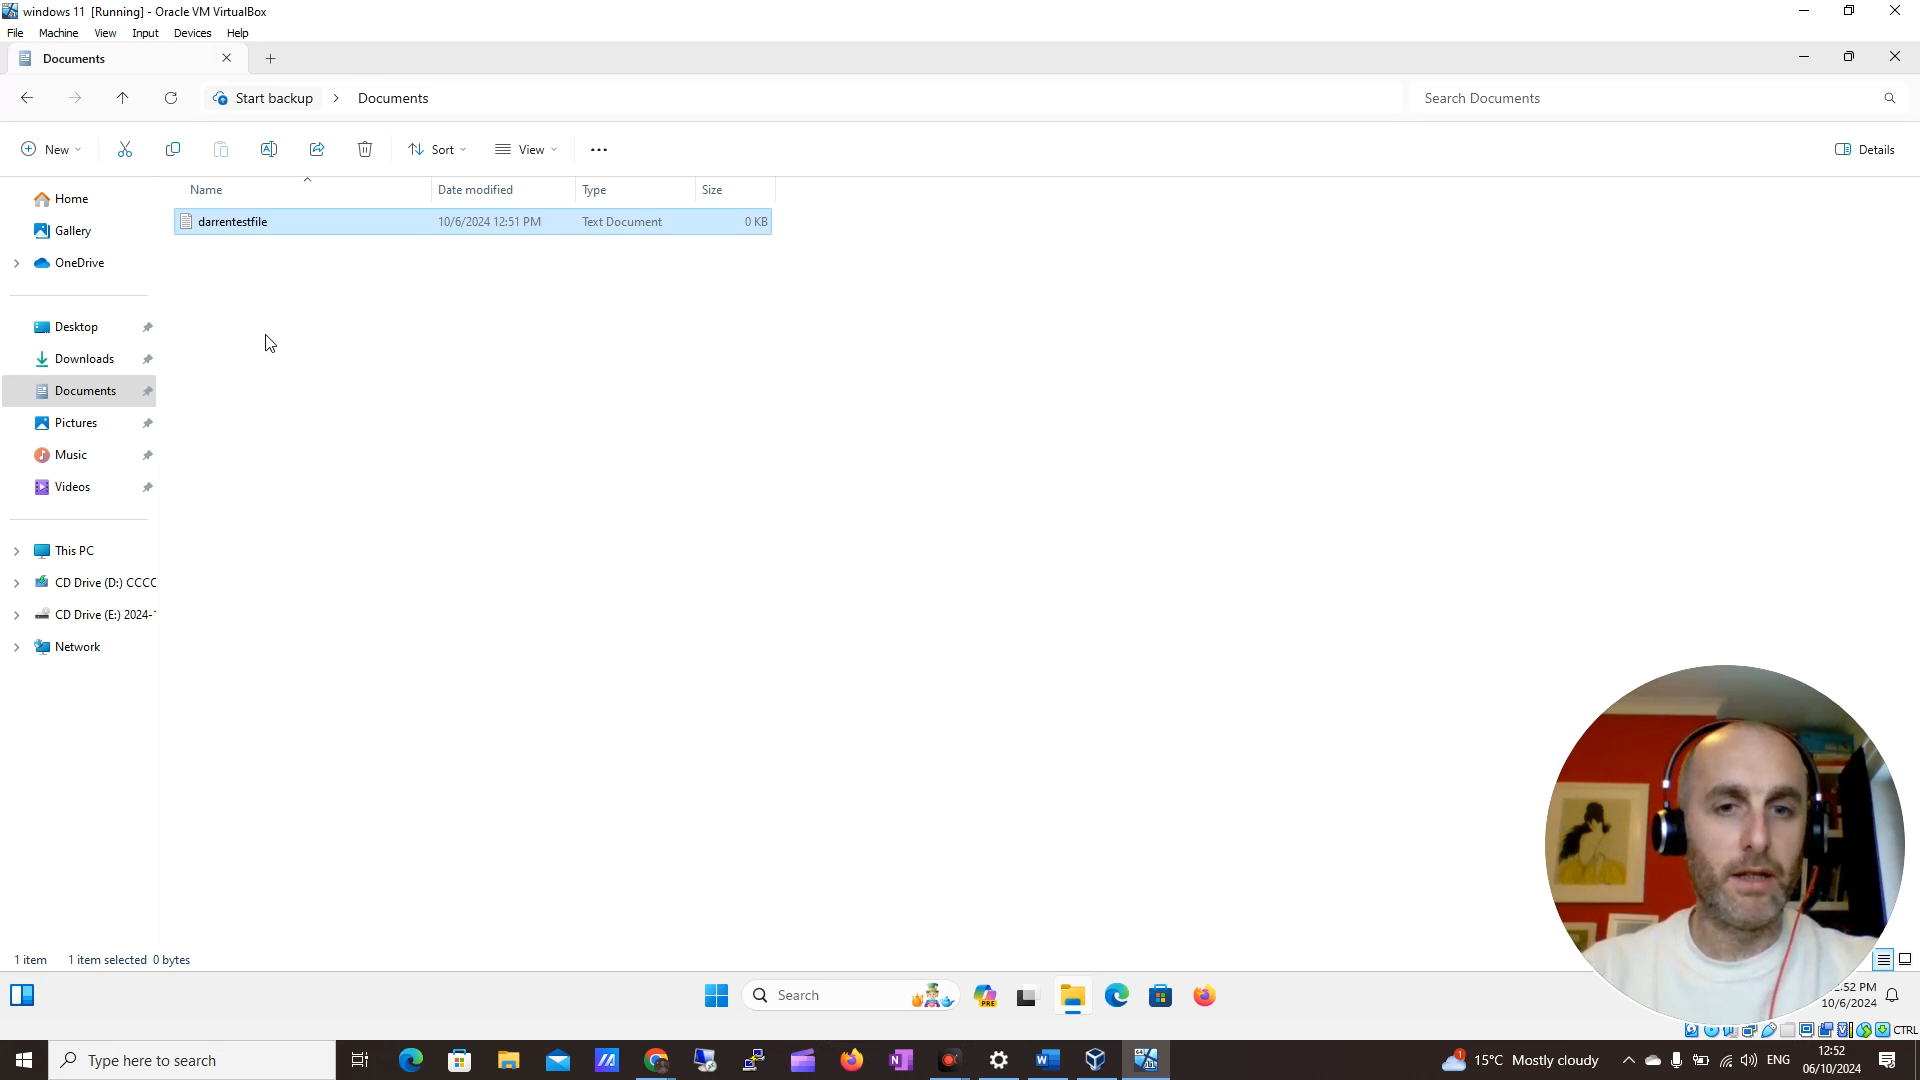 windows 11 [Running] - Oracle VM VirtualBox
File Machine View Input Devices Help
Documents
Start backup > Documents
Search Documents
New
Sort
View
Details
Name Date modified Type Size
darrentestfile 10/6/2024 12:51 PM Text Document 0 KB
Home
Gallery
OneDrive
Desktop
Downloads
Documents
Pictures
Music
Videos
This PC
CD Drive (D:) CCCC
CD Drive (E:) 2024-
Network
1 item 1 item selected 0 bytes
Search
PRE
:52 PM
10/6/2024
CTRL
Type here to search
1
15°C Mostly cloudy
ENG
12:52
06/10/2024